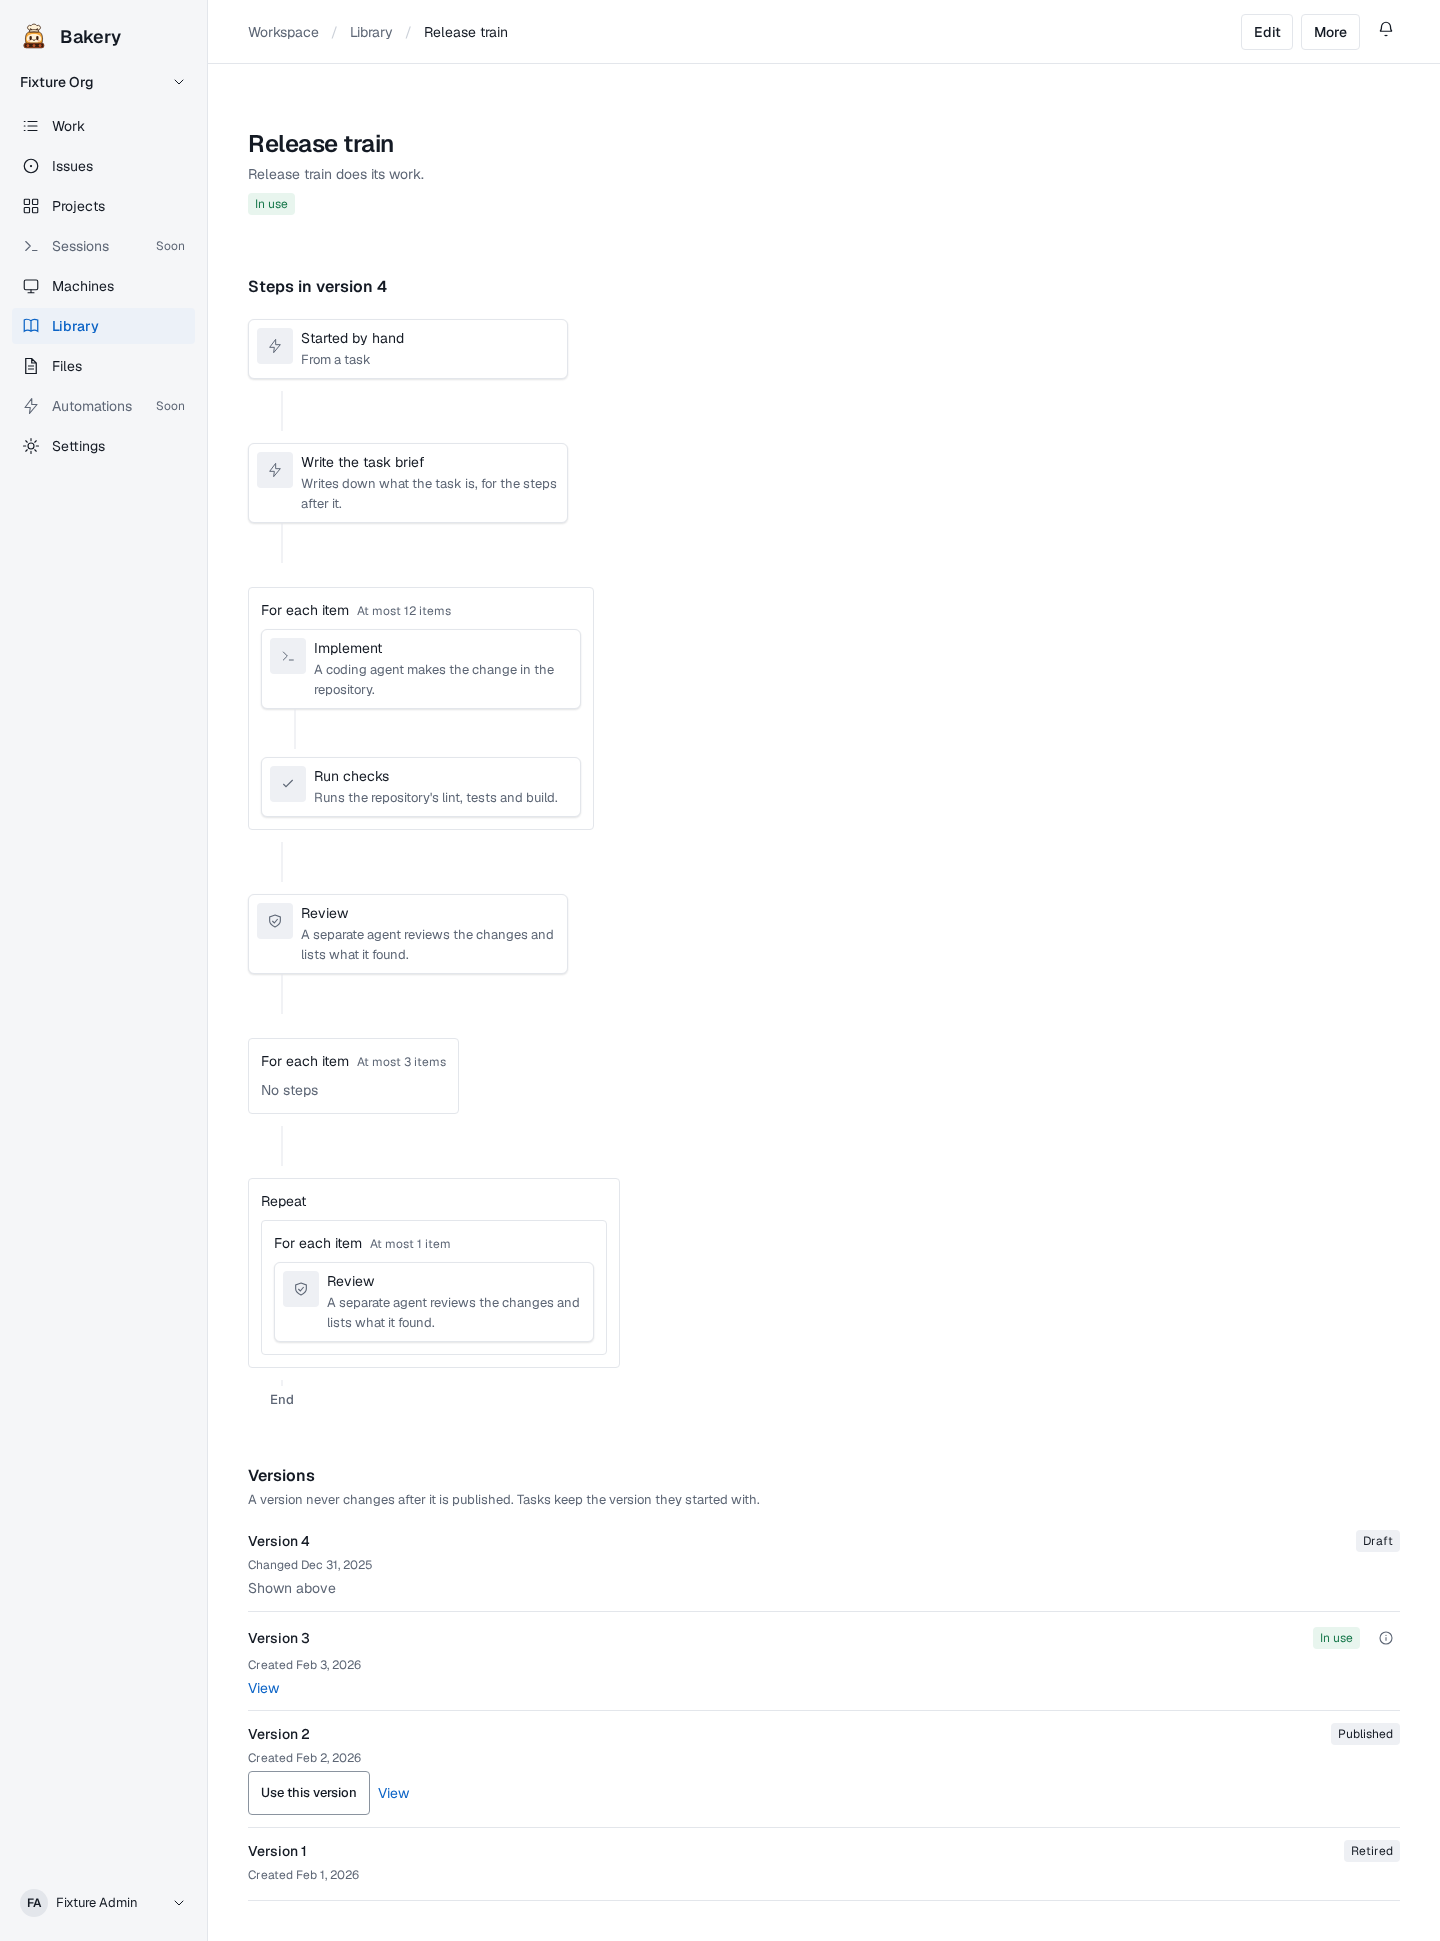 Bakery
Fixture Org
Work
Issues
Projects
Sessions Soon
Machines
Library
Files
Automations Soon
Settings
FA Fixture Admin
Workspace / Library / Release train
Edit More
Release train
Release train does its work.
In use
Steps in version 4
Started by hand
From a task
Write the task brief
Writes down what the task is, for the steps
after it.
For each item At most 12 items
Implement
A coding agent makes the change in the
repository.
Run checks
Runs the repository's lint, tests and build.
Review
A separate agent reviews the changes and
lists what it found.
For each item At most 3 items
No steps
Repeat
For each item At most 1 item
Review
A separate agent reviews the changes and
lists what it found.
End
Versions
A version never changes after it is published. Tasks keep the version they started with.
Version 4 Draft
Changed Dec 31, 2025
Shown above
Version 3 In use
Created Feb 3, 2026
View
Version 2 Published
Created Feb 2, 2026
Use this version View
Version 1 Retired
Created Feb 1, 2026